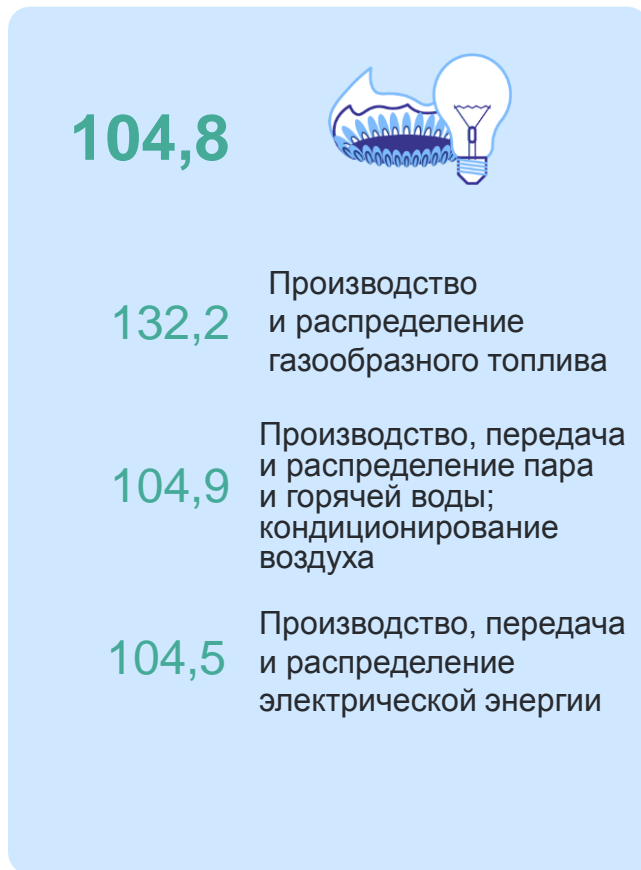 104,8
132,2
Производство
и распределение
газообразного топлива
104,9
Производство, передача
и распределение пара
и горячей воды;
кондиционирование
воздуха
104,5
Производство, передача
и распределение
электрической энергии